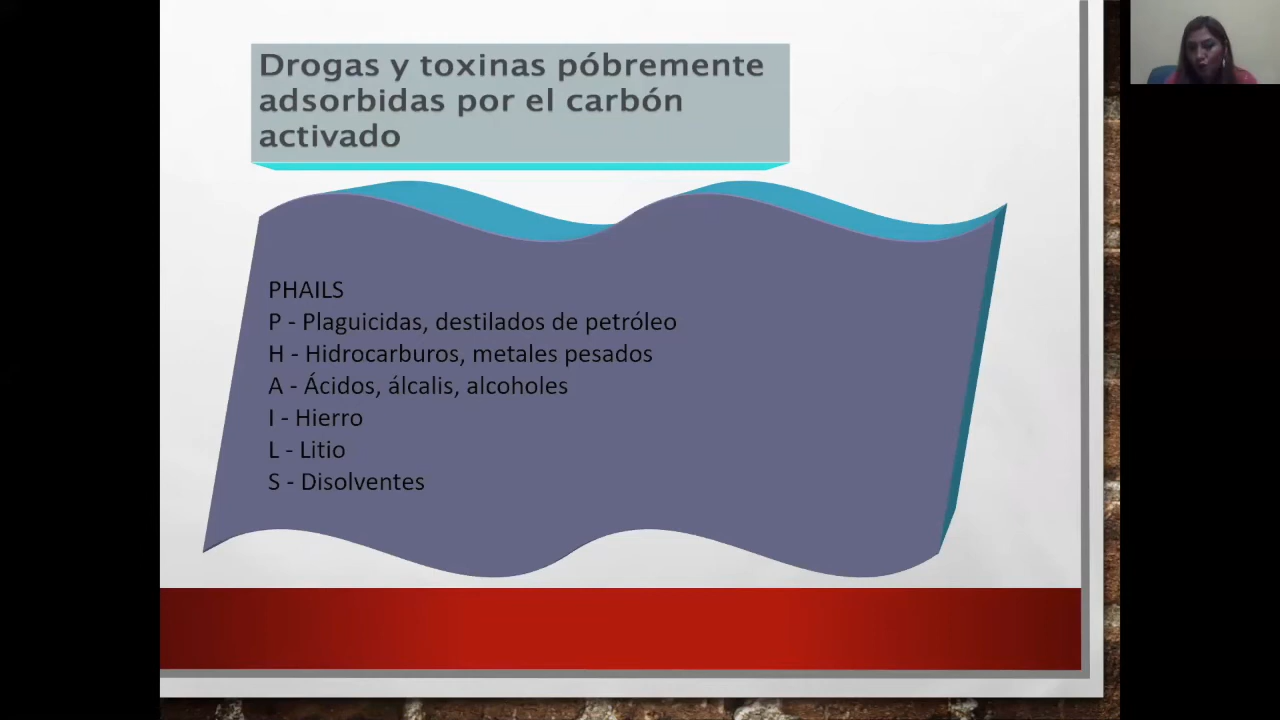 Drogas y toxinas póbremente
adsorbidas por el carbón
activado
PHAILS
P - Plaguicidas, destilados de petróleo
H - Hidrocarburos, metales pesados
A - Ácidos, álcalis, alcoholes
I - Hierro
L - Litio
S - Disolventes